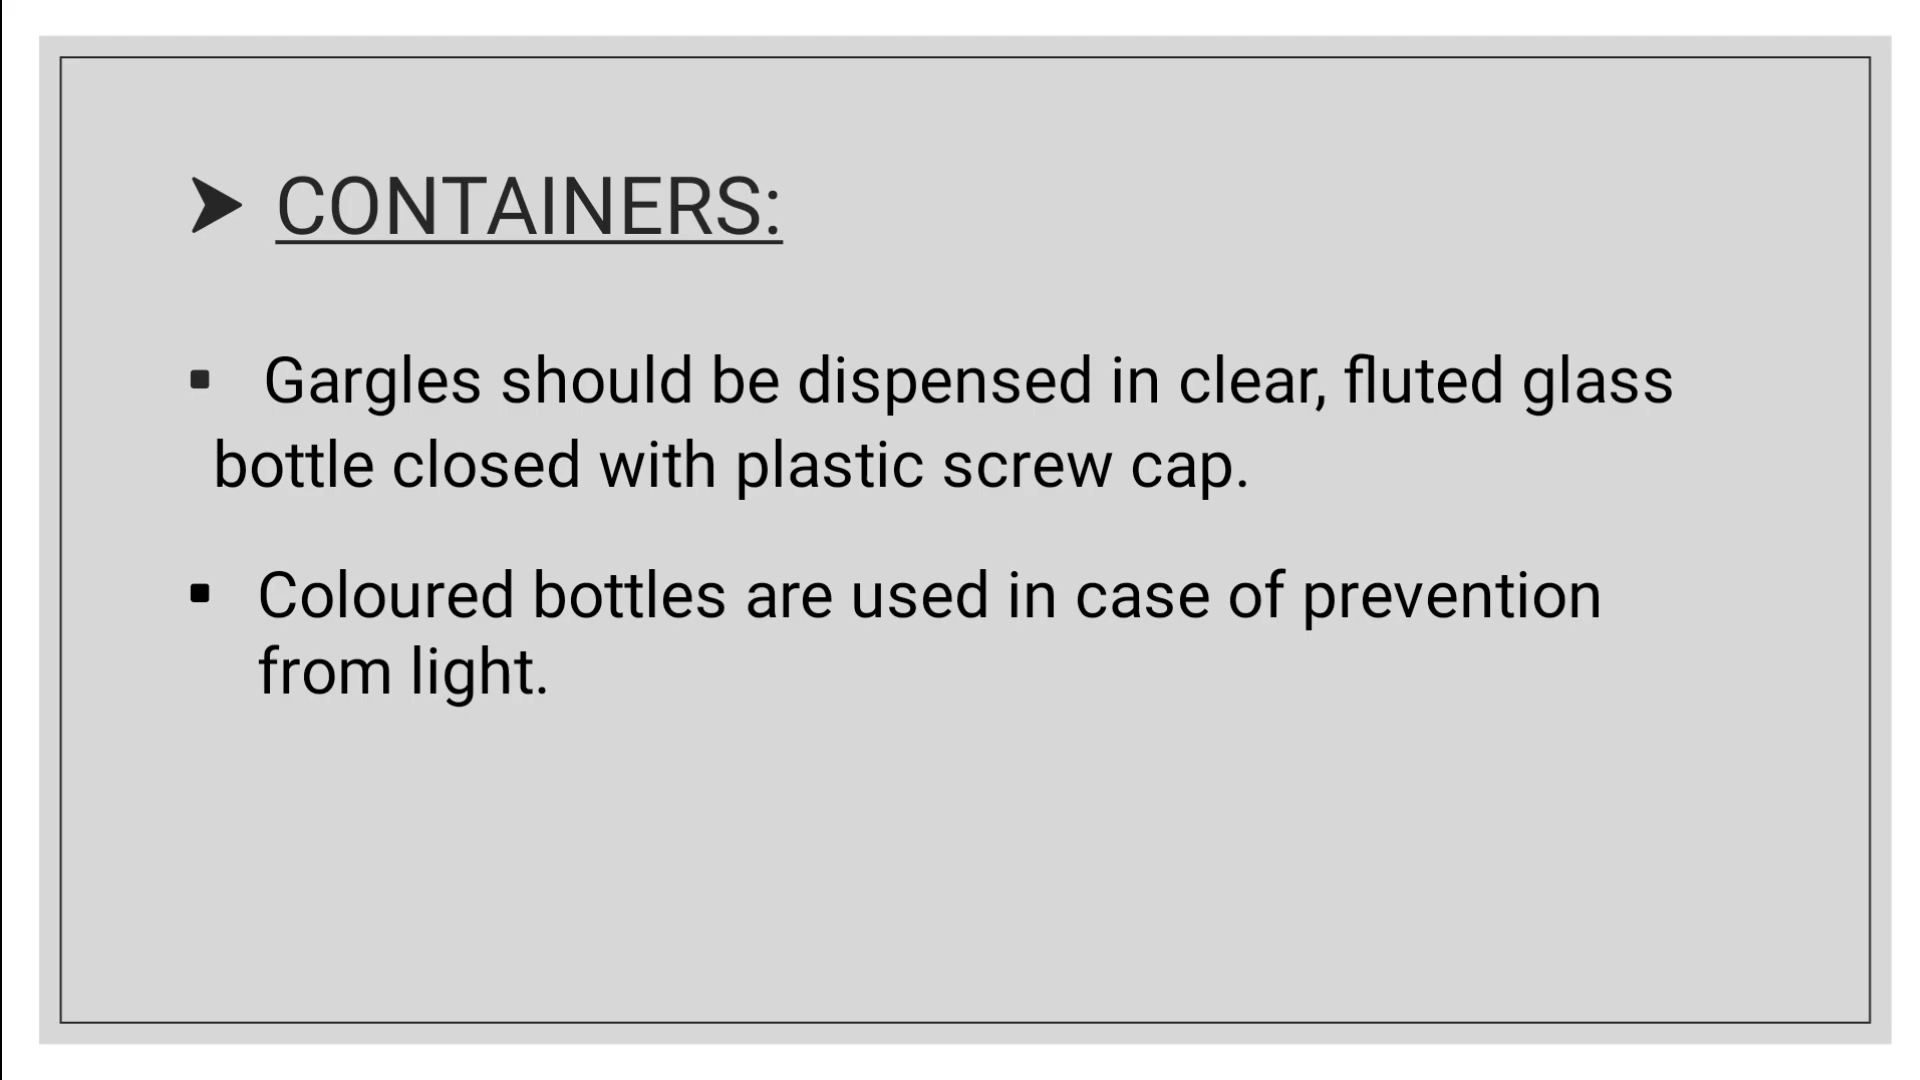 ➤ CONTAINERS:
▪ Gargles should be dispensed in clear, fluted glass
bottle closed with plastic screw cap.
▪ Coloured bottles are used in case of prevention
from light.